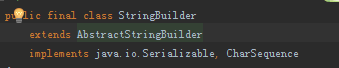 public final class StringBuilder
extends AbstractStringBuilder
implements java.io.Serializable, CharSequence